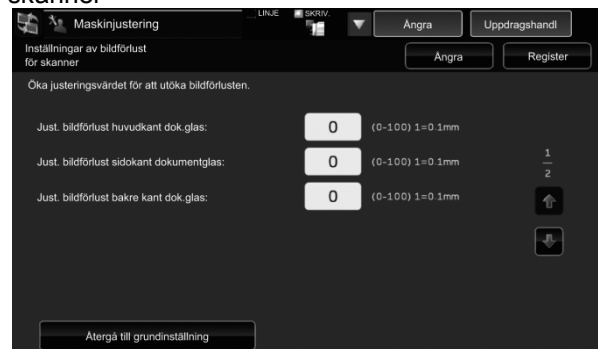 skanner
Maskinjustering
LINJE
SKRIV.
Ångra
Uppdragshandl
Inställningar av bildförlust
för skanner
Ångra
Register
Öka justeringsvärdet för att utöka bildförlusten.
Just. bildförlust huvudkant dok.glas: 0 (0-100) 1=0.1mm
Just. bildförlust sidokant dokumentglas: 0 (0-100) 1=0.1mm
Just. bildförlust bakre kant dok.glas: 0 (0-100) 1=0.1mm
1
2
Återgå till grundinställning